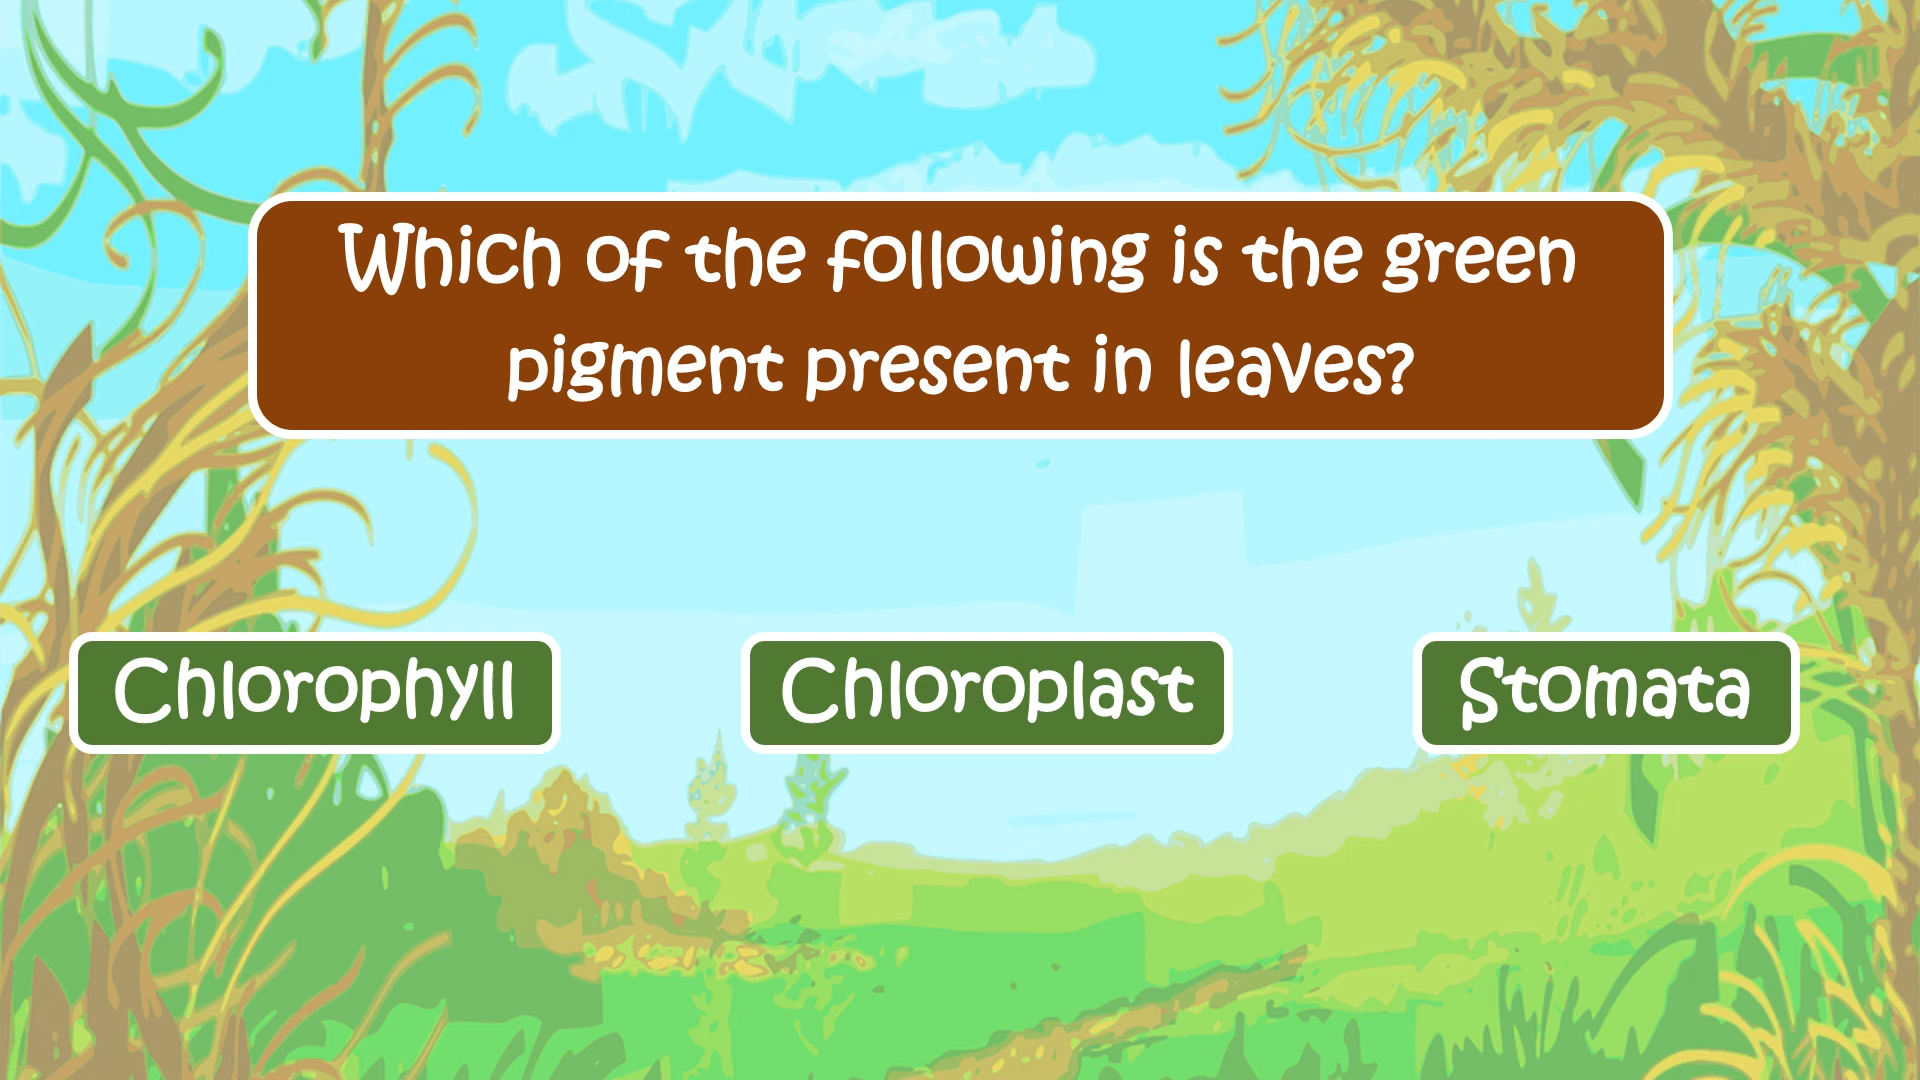 Which of the following is the green
pigment present in leaves?
Chlorophyll
Chloroplast
Stomata